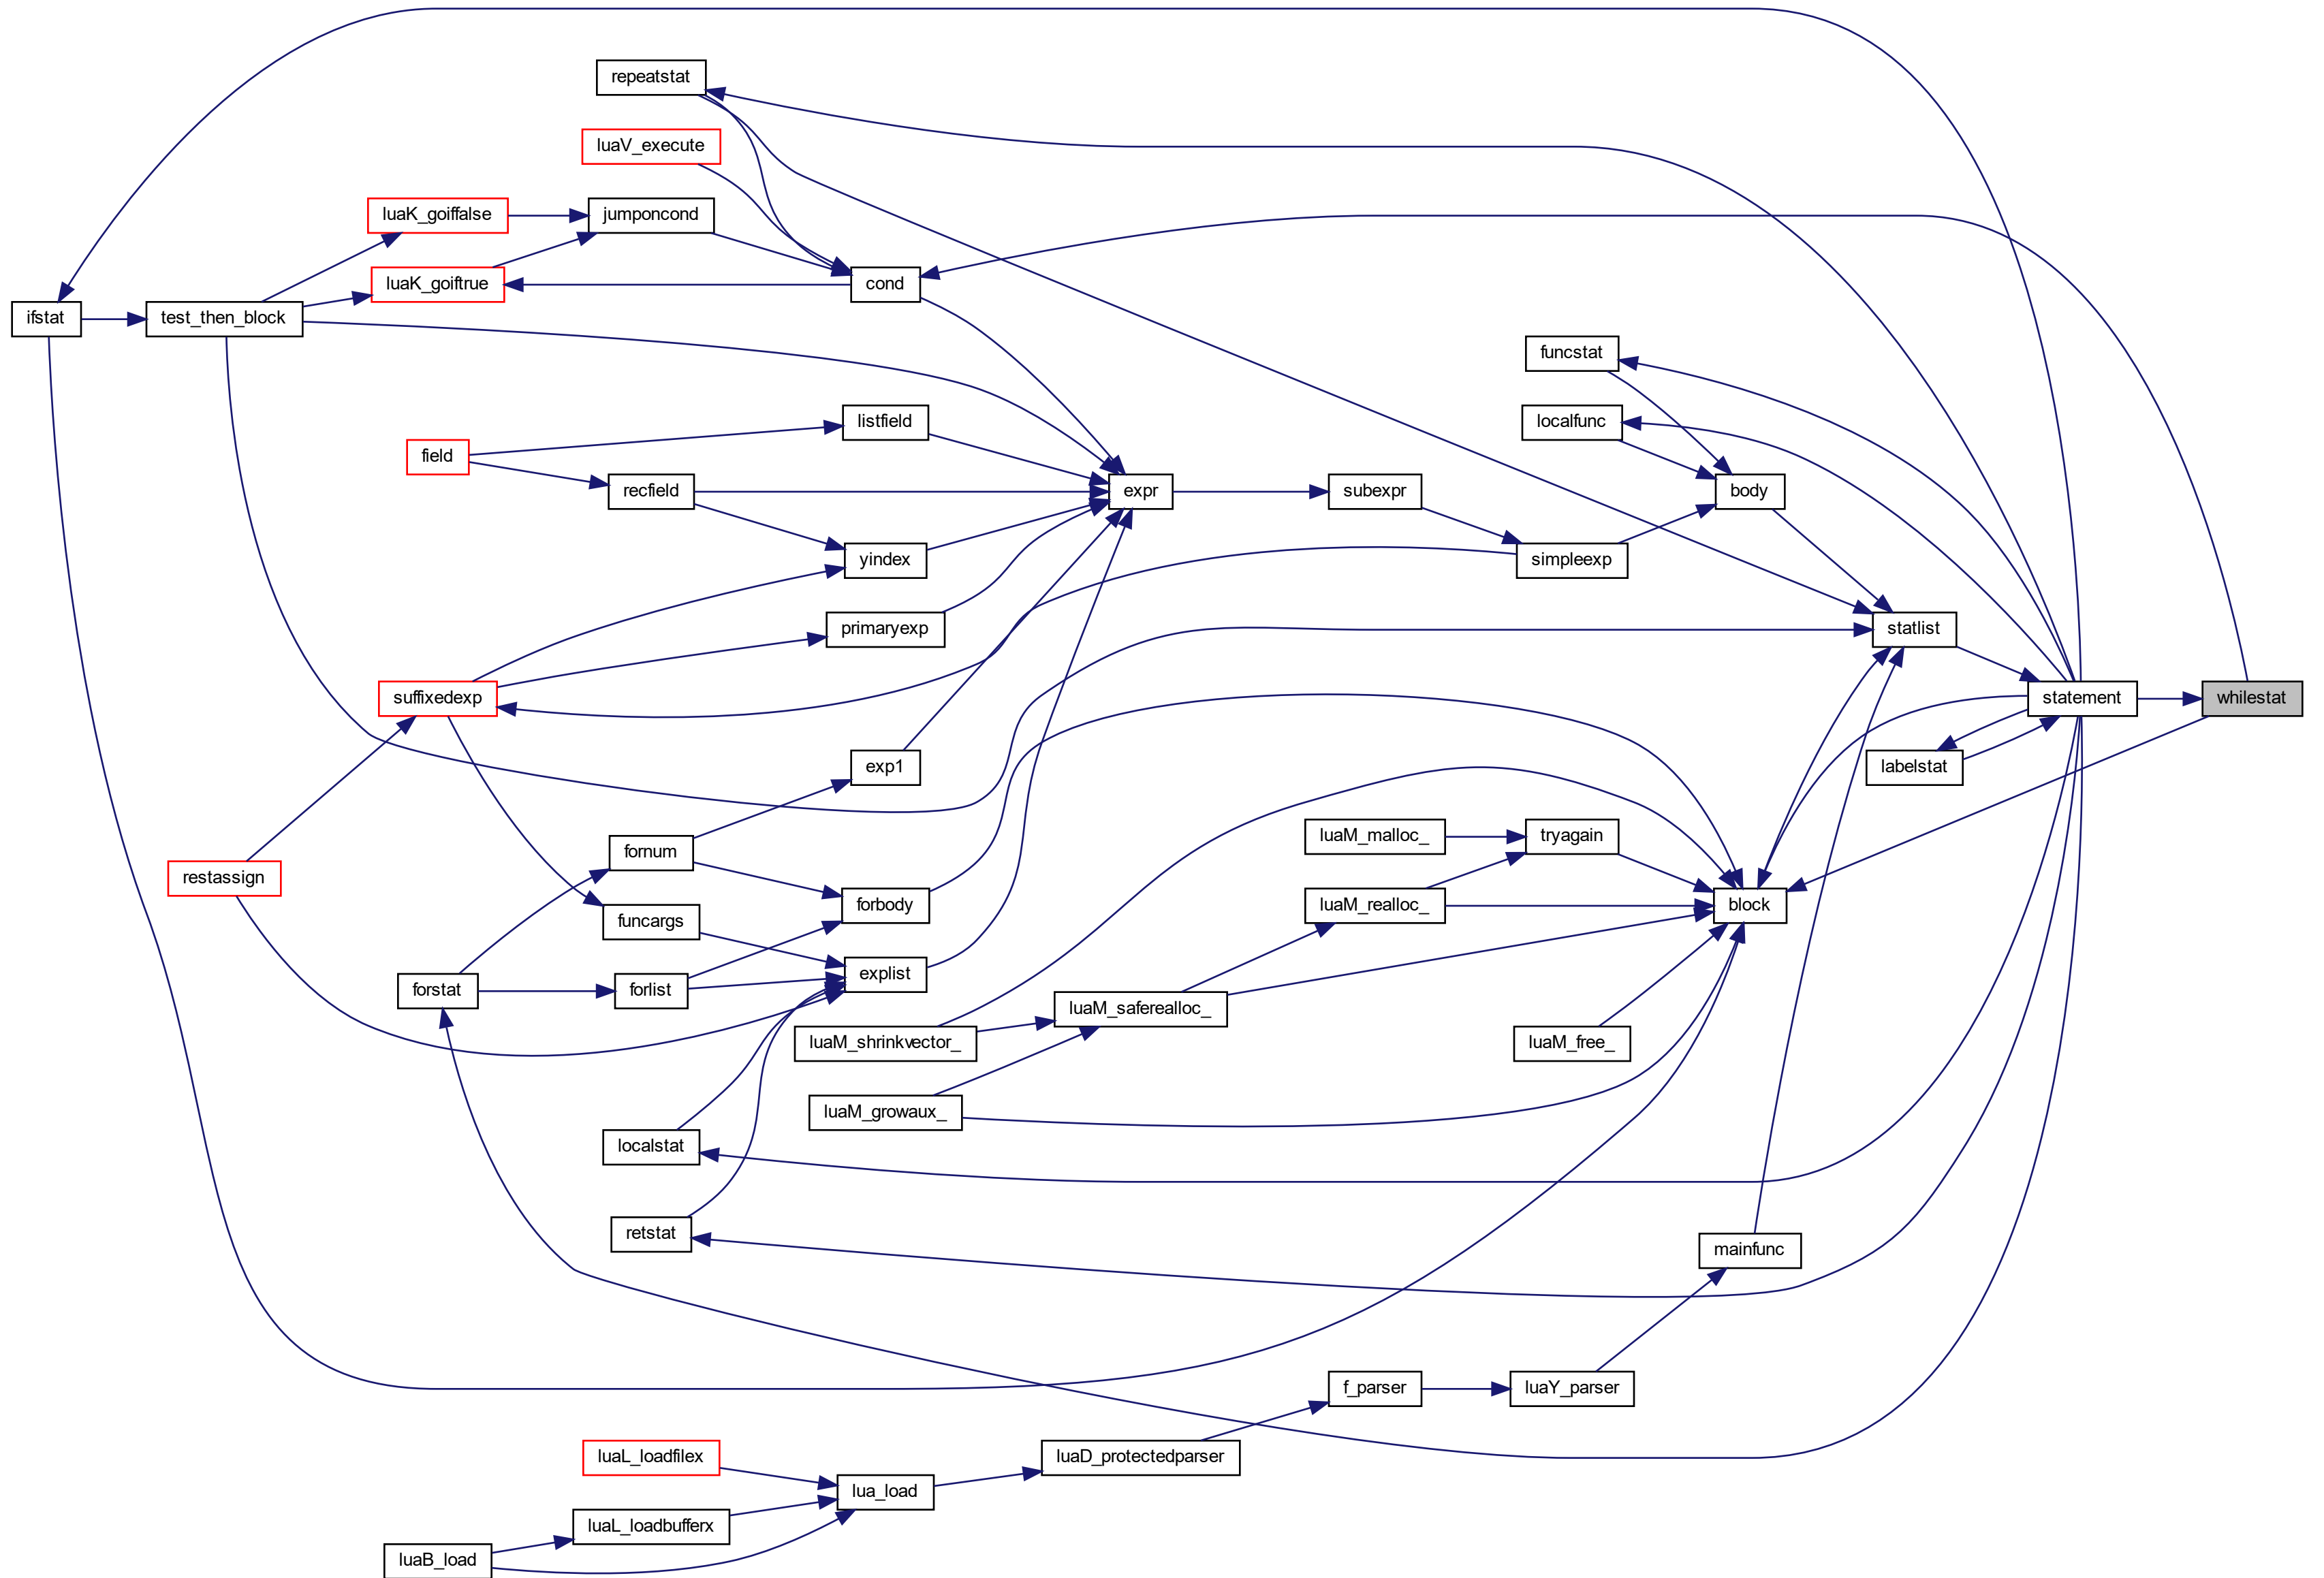 repeatstat
luaV_execute
luaK_goiffalse
jumponcond
luaK_goiftrue
cond
ifstat
test_then_block
funcstat
listfield
localfunc
field
recfield
expr
subexpr
body
yindex
simpleexp
primaryexp
statlist
suffixedexp
statement
whilestat
exp1
labelstat
fornum
luaM_malloc_
tryagain
restassign
forbody
luaM_realloc_
block
funcargs
forstat
forlist
explist
luaM_saferealloc_
luaM_shrinkvector_
luaM_free_
luaM_growaux_
localstat
retstat
mainfunc
f_parser
luaY_parser
luaL_loadfilex
luaD_protectedparser
lua_load
luaL_loadbufferx
luaB_load